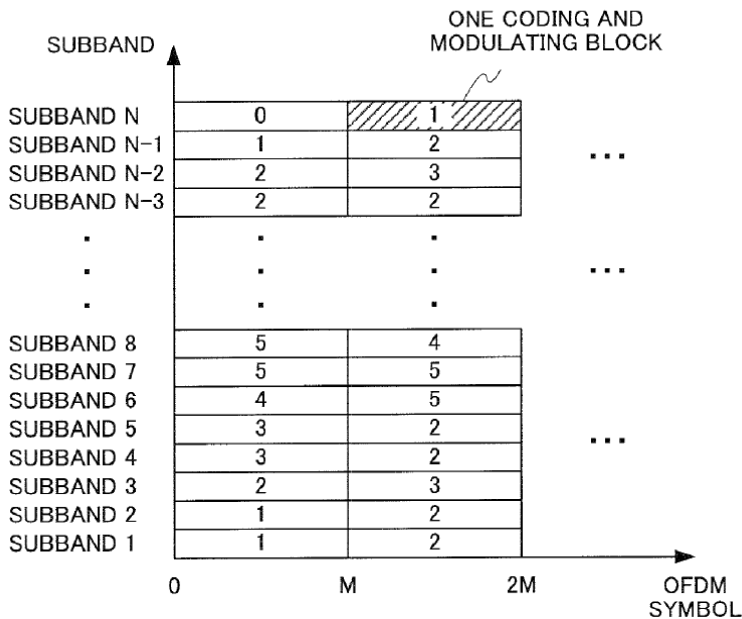 ONE CODING AND
MODULATING BLOCK
SUBBAND
SUBBAND N 0 1
SUBBAND N-1 1 2
SUBBAND N-2 2 3
SUBBAND N-3 2 2
SUBBAND 8 5 4
SUBBAND 7 5 5
SUBBAND 6 4 5
SUBBAND 5 3 2
SUBBAND 4 3 2
SUBBAND 3 2 3
SUBBAND 2 1 2
SUBBAND 1 1 2
0 M 2M OFDM
SYMBOL